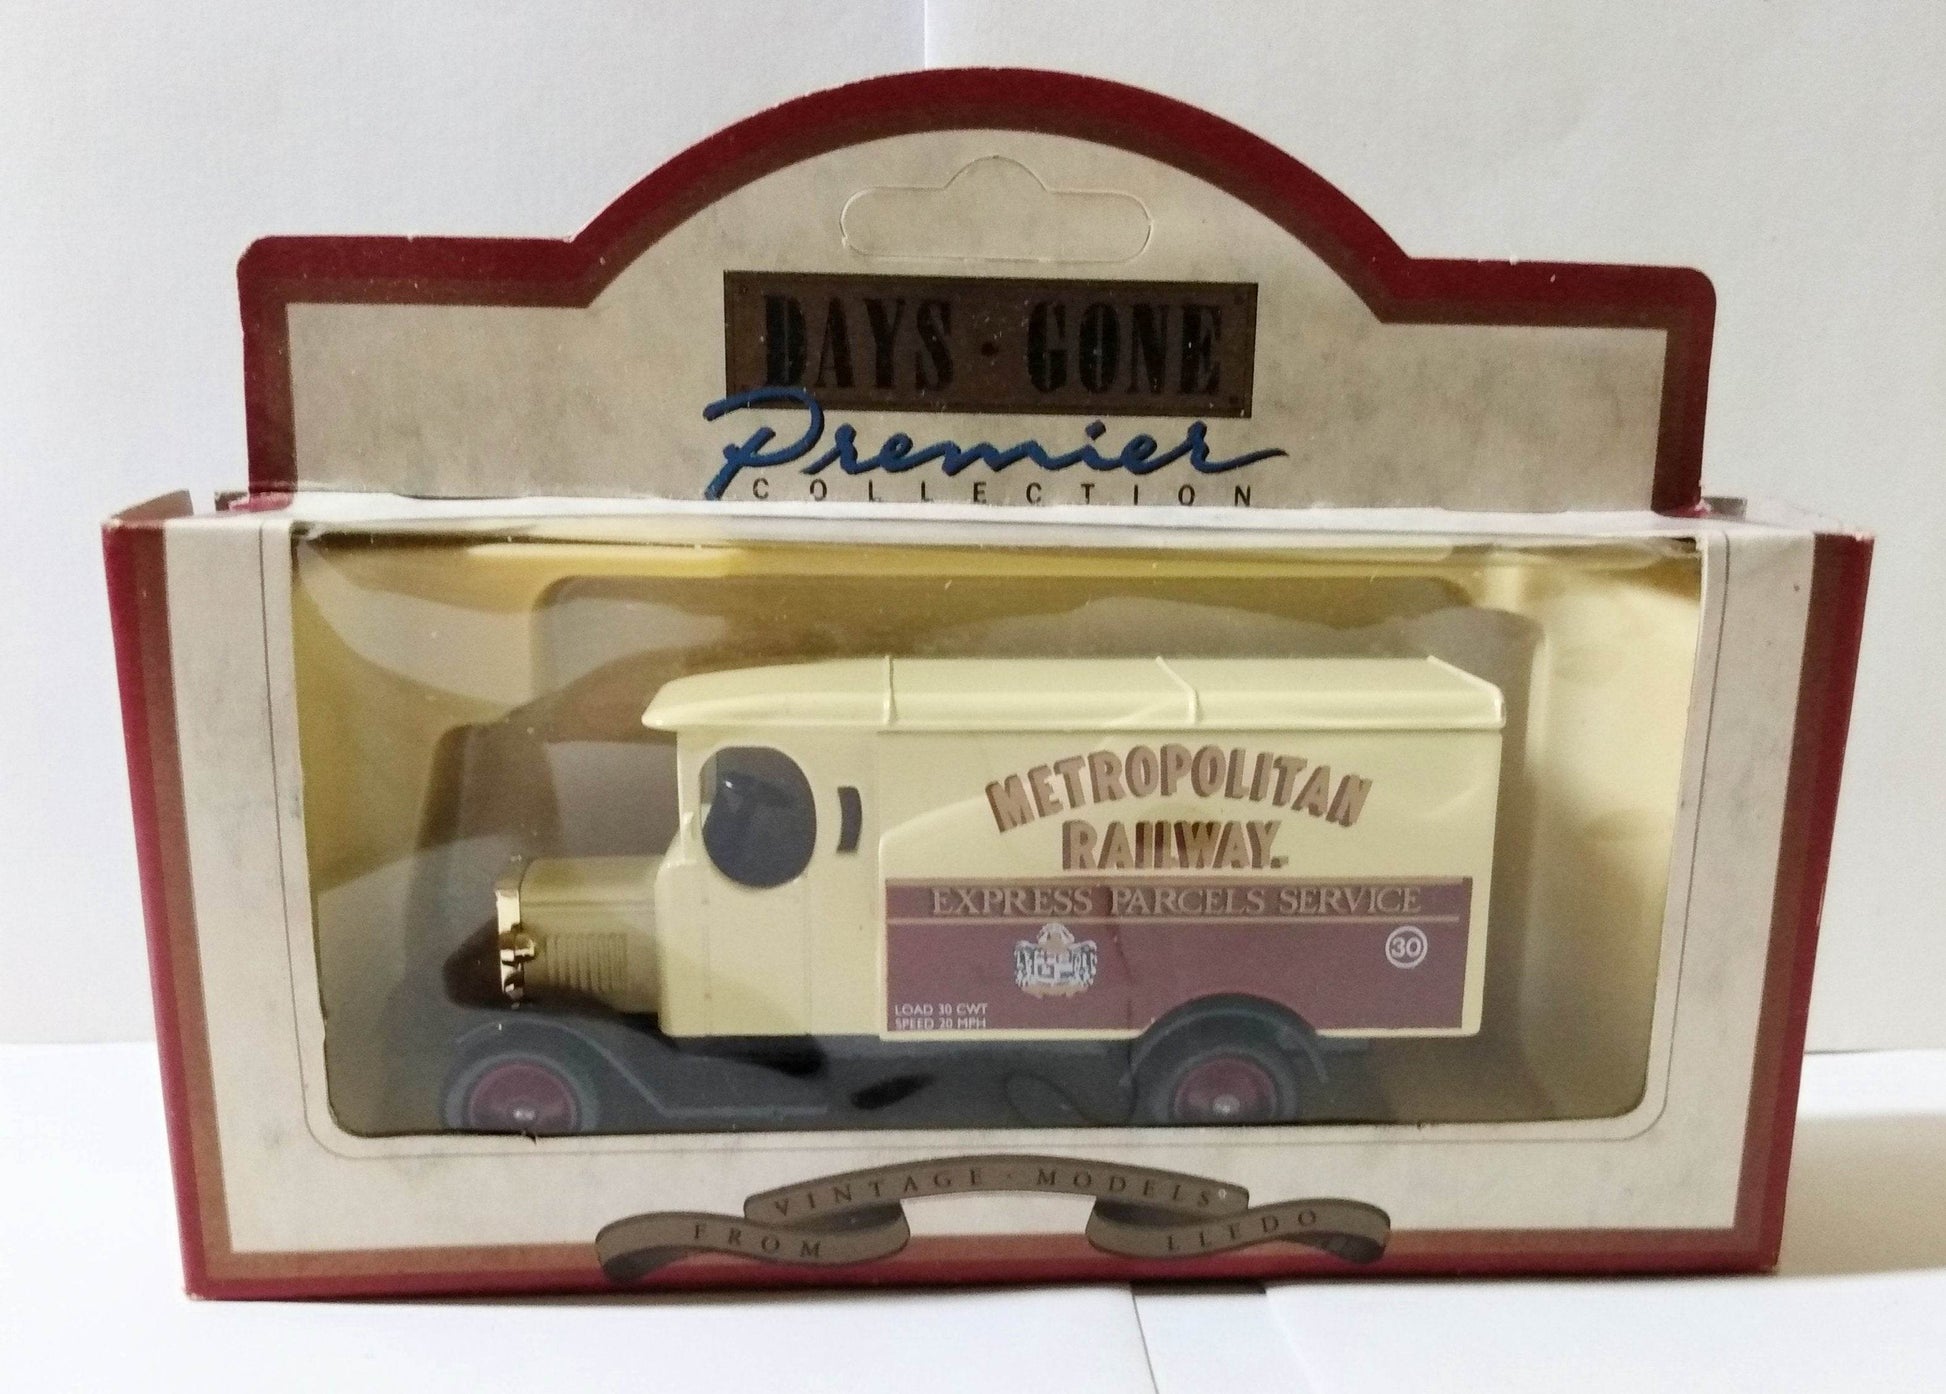 DAYS · GONE
Premier
COLLECTION
METROPOLITAN
RAILWAY.
EXPRESS PARCELS SERVICE
30
LOAD 30 CWT
SPEED 20 MPH
VINTAGE · MODELS
FROM LLEDO